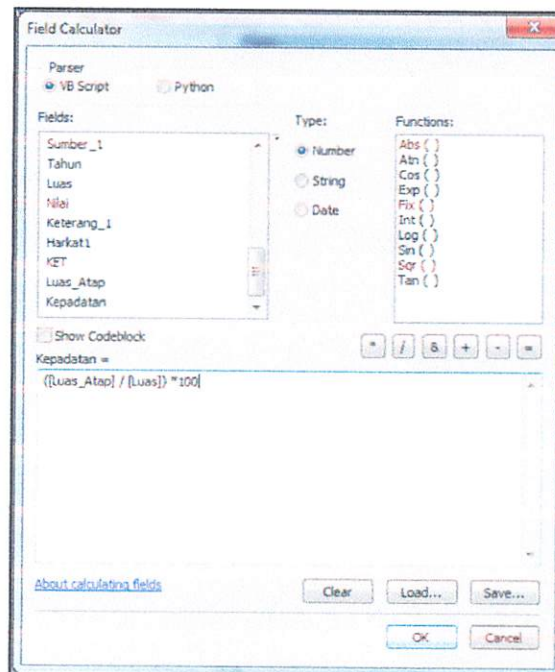 Field Calculator
Parser
VB Script Python
Fields: Type: Functions:
Sumber_1
Tahun
Luas
Nilai
Keterang_1
Harkat1
KET
Luas_Atap
Kepadatan
Number
String
Date
Abs ( )
Atn ( )
Cos ( )
Exp ( )
Fix ( )
Int ( )
Log ( )
Sin ( )
Sqr ( )
Tan ( )
Show Codeblock
* / & + - =
Kepadatan =
([Luas_Atap] / [Luas]) *100
About calculating fields
Clear Load... Save...
OK Cancel